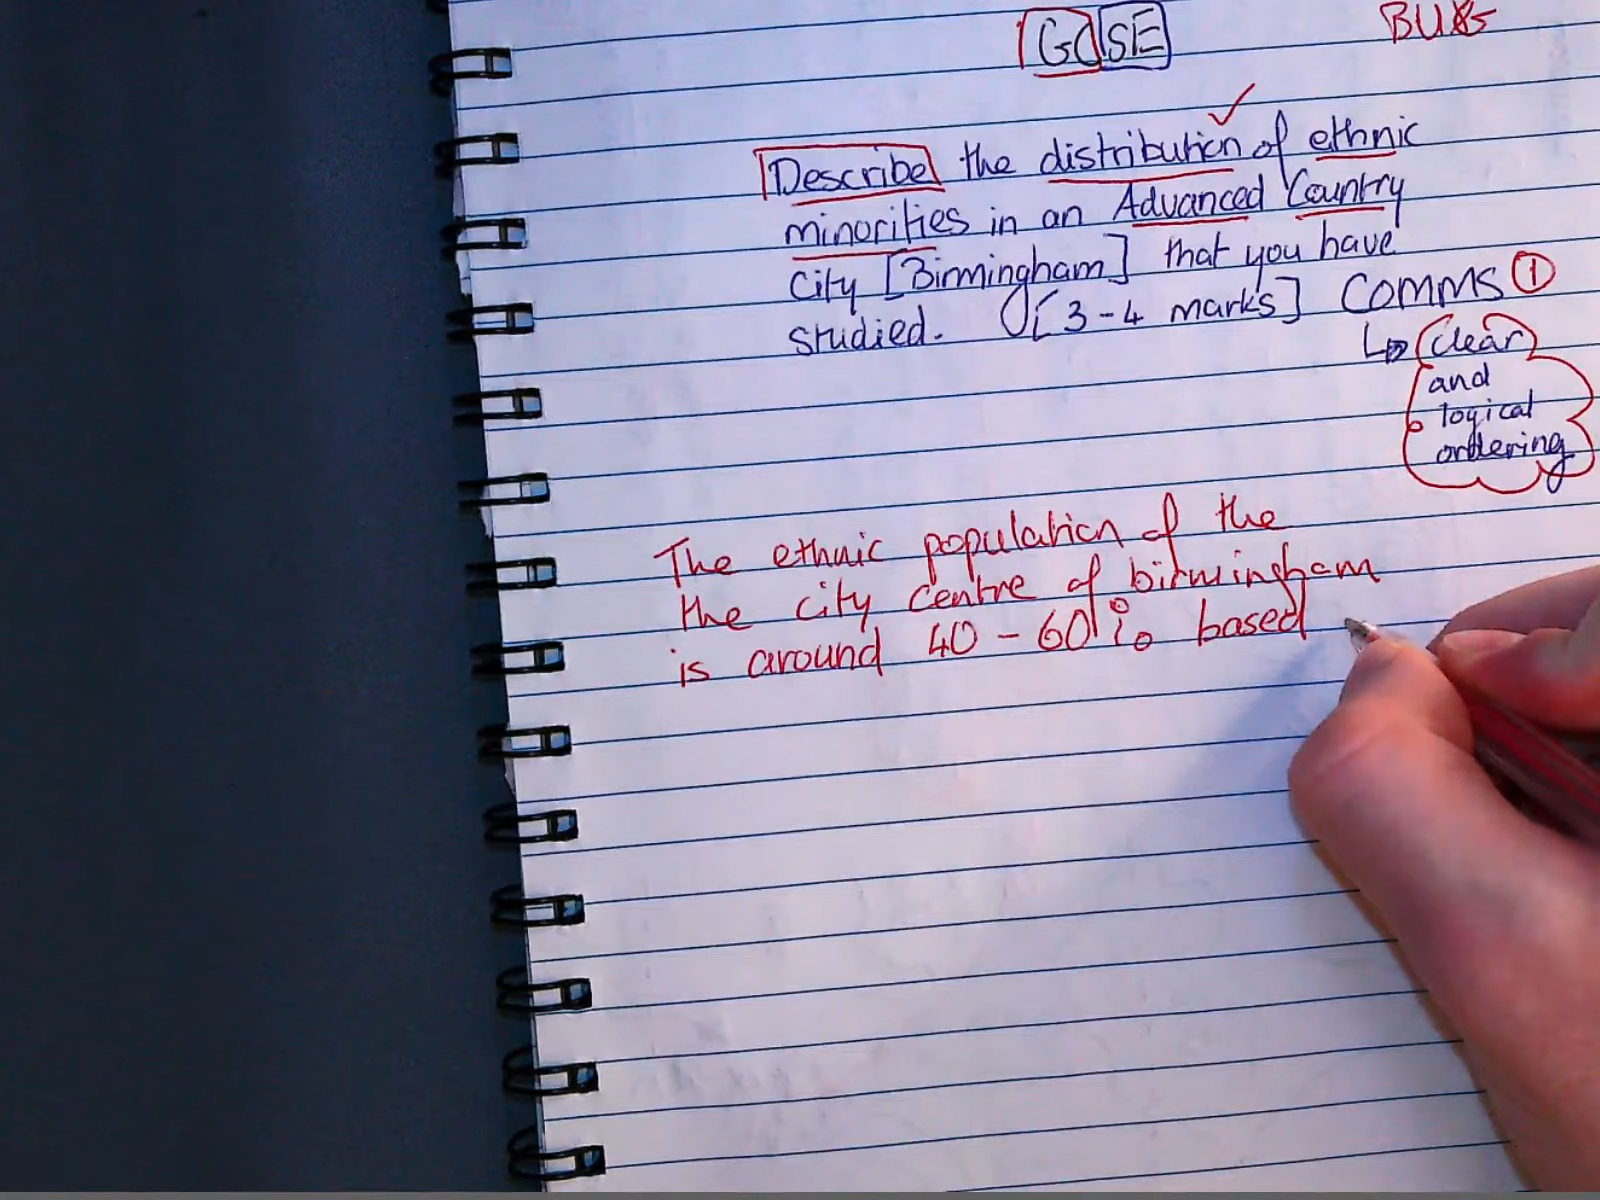 GCSE
BUG
Describe the distribution of ethnic
minorities in an Advanced Country
city [Birmingham] that you have
studied. [3-4 marks] COMMS 1
clear
and
logical
ordering
The ethnic population of the
the city centre of birmingham
is around 40-60% based